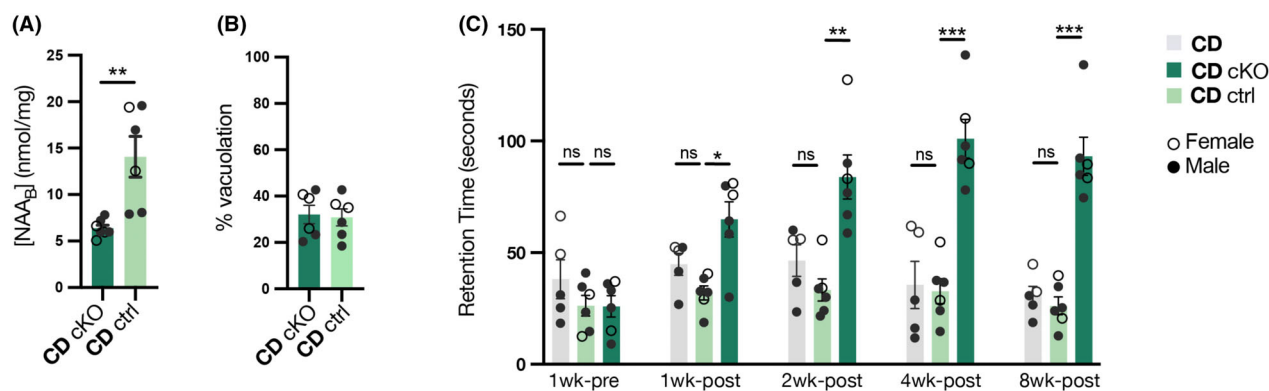 (A)
[NAA_B] (nmol/mg)
25
20
15
10
5
0
**
CD cKO
CD ctrl
(B)
% vacuolation
100
80
60
40
20
0
CD cKO
CD ctrl
(C)
Retention Time (seconds)
150
100
50
0
ns
ns
ns
*
ns
**
ns
***
ns
***
1wk-pre
1wk-post
2wk-post
4wk-post
8wk-post
CD
CD cKO
CD ctrl
Female
Male